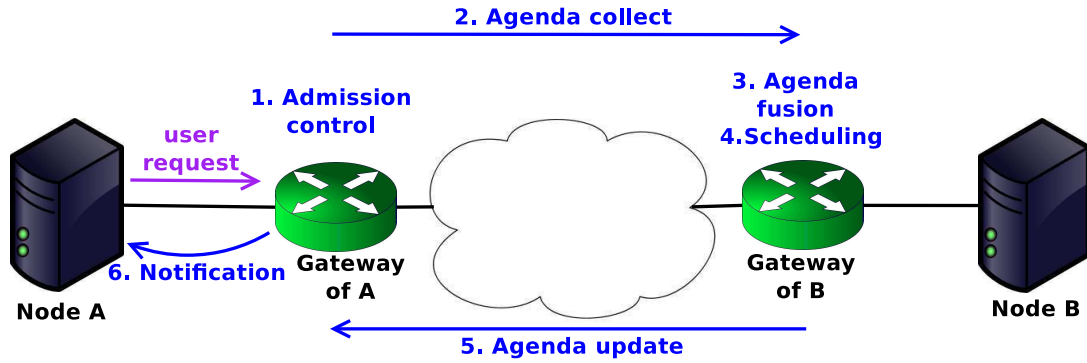 2. Agenda collect
1. Admission
control
3. Agenda
fusion
4.Scheduling
user
request
6. Notification
Gateway
of A
Gateway
of B
Node A
Node B
5. Agenda update